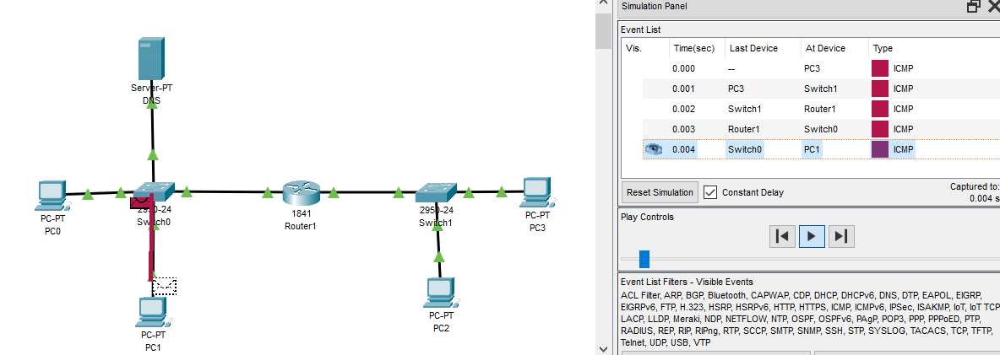 Server-PT
DNS
PC-PT
PC0
2950-24
Switch0
1841
Router1
2950-24
Switch1
PC-PT
PC3
PC-PT
PC2
PC-PT
PC1
Simulation Panel
Event List
Vis. Time(sec) Last Device At Device Type
0.000 -- PC3 ICMP
0.001 PC3 Switch1 ICMP
0.002 Switch1 Router1 ICMP
0.003 Router1 Switch0 ICMP
0.004 Switch0 PC1 ICMP
Reset Simulation Constant Delay Captured to:
0.004 s
Play Controls
Event List Filters - Visible Events
ACL Filter, ARP, BGP, Bluetooth, CAPWAP, CDP, DHCP, DHCPv6, DNS, DTP, EAPOL, EIGRP,
EIGRPv6, FTP, H.323, HSRP, HSRPv6, HTTP, HTTPS, ICMP, ICMPv6, IPSec, ISAKMP, IoT, IoT TCP,
LACP, LLDP, Meraki, NDP, NETFLOW, NTP, OSPF, OSPFv6, PAgP, POP3, PPP, PPPoED, PTP,
RADIUS, REP, RIP, RIPng, RTP, SCCP, SMTP, SNMP, SSH, STP, SYSLOG, TACACS, TCP, TFTP,
Telnet, UDP, USB, VTP